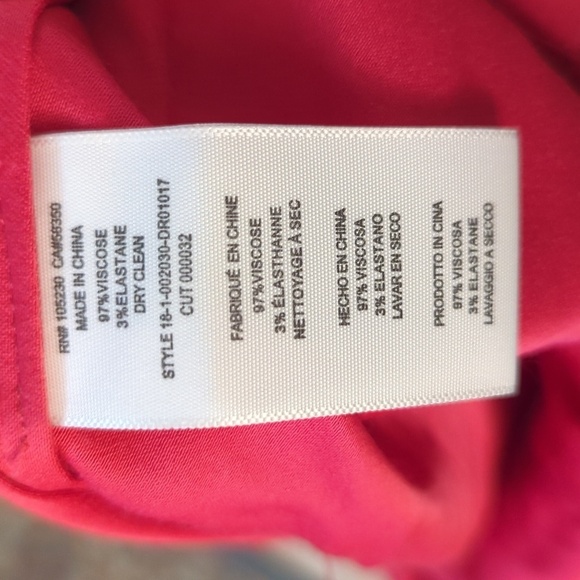 RN# 105230 CA#58350
MADE IN CHINA
97%VISCOSE
3%ELASTANE
DRY CLEAN
STYLE 18-1-002030-DR01017
CUT 000032
FABRIQUÉ EN CHINE
97%VISCOSE
3% ÉLASTHANNE
NETTOYAGE À SEC
HECHO EN CHINA
97% VISCOSA
3% ELASTANO
LAVAR EN SECO
PRODOTTO IN CINA
97% VISCOSA
3% ELASTANE
LAVAGGIO A SECCO